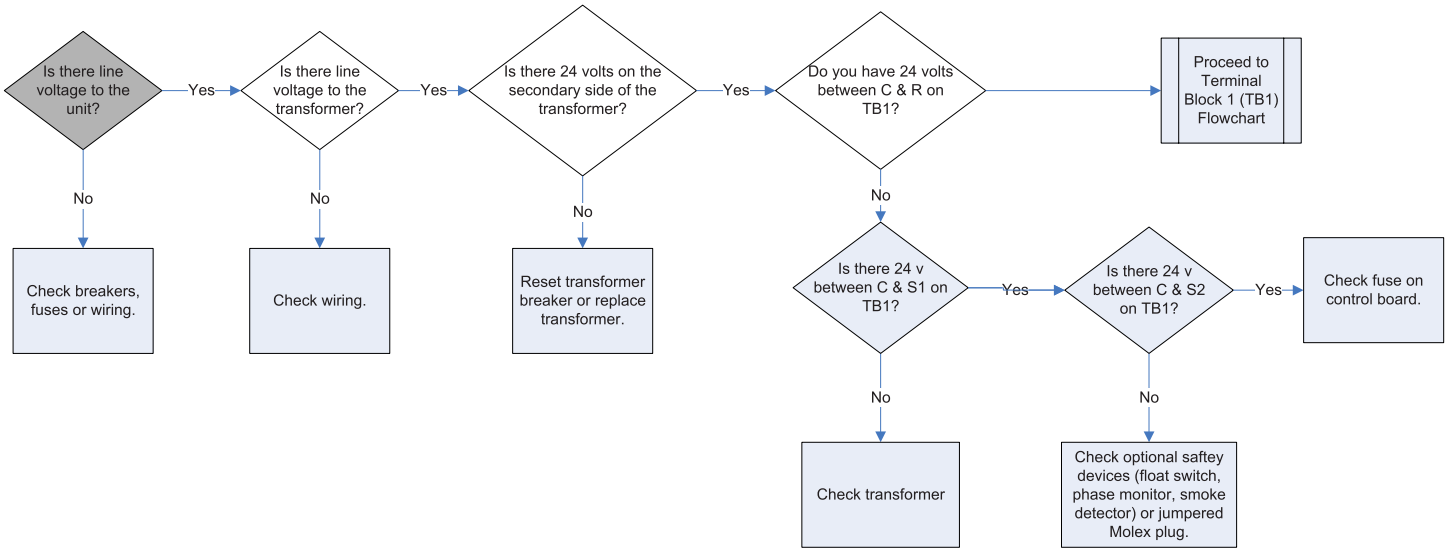 Is there line
voltage to the
unit?
Yes
Is there line
voltage to the
transformer?
Yes
Is there 24 volts on the
secondary side of the
transformer?
Yes
Do you have 24 volts
between C & R on
TB1?
Proceed to
Terminal
Block 1 (TB1)
Flowchart
No
No
No
No
Check breakers,
fuses or wiring.
Check wiring.
Reset transformer
breaker or replace
transformer.
Is there 24 v
between C & S1 on
TB1?
Yes
Is there 24 v
between C & S2
on TB1?
Yes
Check fuse on
control board.
No
No
Check transformer
Check optional saftey
devices (float switch,
phase monitor, smoke
detector) or jumpered
Molex plug.